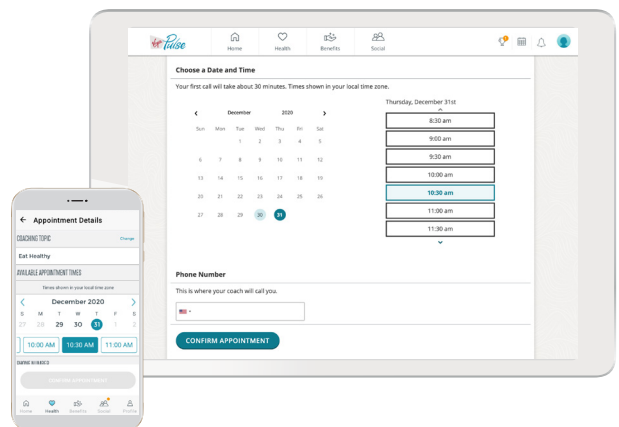 Virgin Pulse
Home Health Benefits Social
Choose a Date and Time
Your first call will take about 30 minutes. Times shown in your local time zone.
December 2020
Sun Mon Tue Wed Thu Fri Sat
1 2 3 4 5
6 7 8 9 10 11 12
13 14 15 16 17 18 19
20 21 22 23 24 25 26
27 28 29 30 31
Thursday, December 31st
8:30 am
9:00 am
9:30 am
10:00 am
10:30 am
11:00 am
11:30 am
Phone Number
This is where your coach will call you.
CONFIRM APPOINTMENT
Appointment Details
COACHING TOPIC Change
Eat Healthy
AVAILABLE APPOINTMENT TIMES
Times shown in your local time zone
December 2020
S M T W T F S
27 28 29 30 31 1 2
10:00 AM 10:30 AM 11:00 AM
CONFIRM APPOINTMENT
Home Health Benefits Social Profile